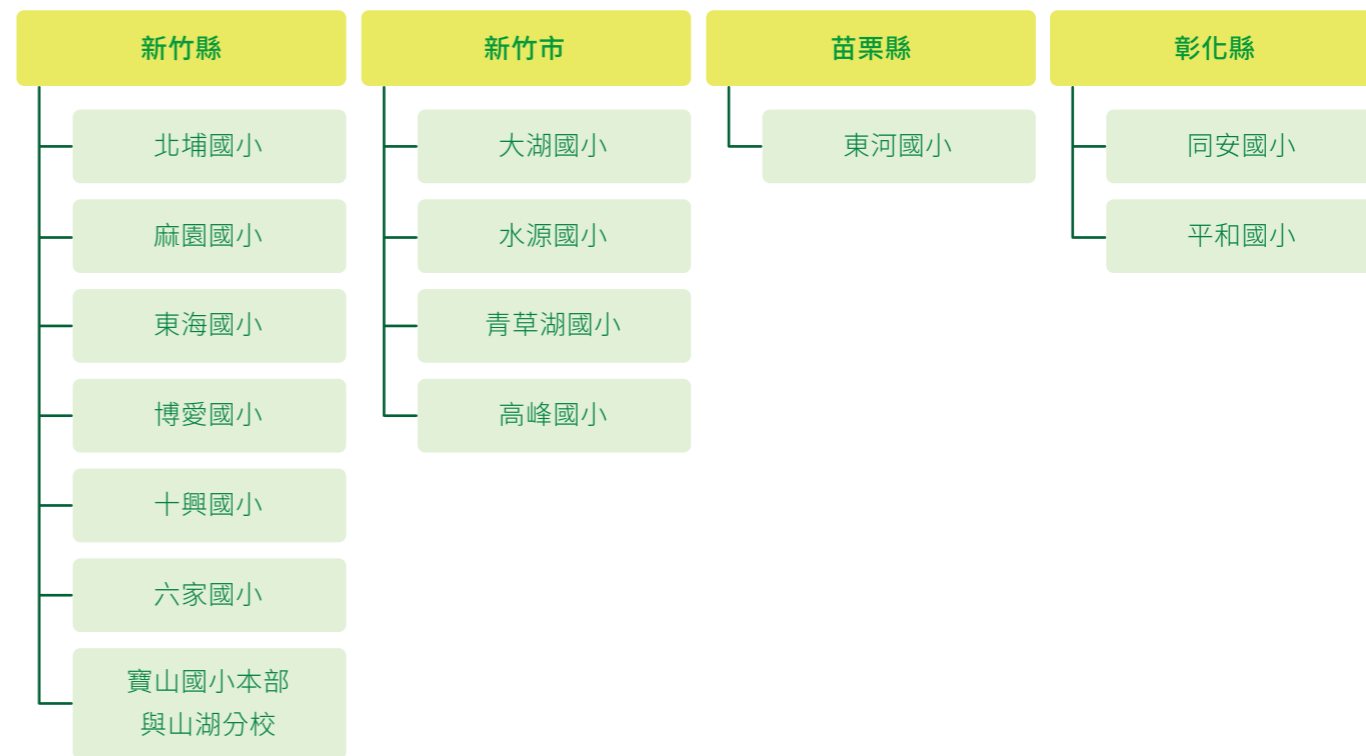 新竹縣
北埔國小
麻園國小
東海國小
博愛國小
十興國小
六家國小
寶山國小本部
與山湖分校
新竹市
大湖國小
水源國小
青草湖國小
高峰國小
苗栗縣
東河國小
彰化縣
同安國小
平和國小